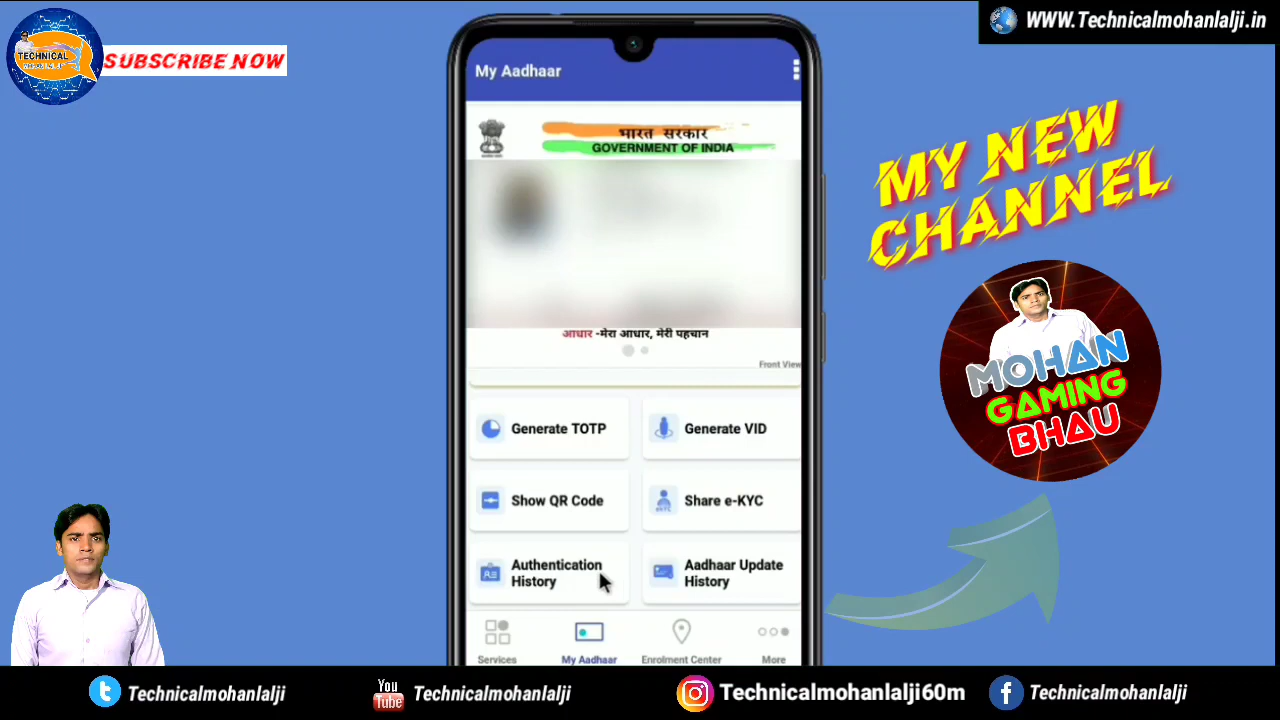 WWW.Technicalmohanlalji.in
TECHNICAL
SUBSCRIBE NOW
My Aadhaar
भारत सरकार
GOVERNMENT OF INDIA
MY NEW
CHANNEL
आधार -मेरा आधार, मेरी पहचान
Front View
MOHAN
GAMING
BHAU
Generate TOTP
Generate VID
Show QR Code
Share e-KYC
Authentication
History
Aadhaar Update
History
Services
My Aadhaar
Enrolment Center
More
Technicalmohanlalji
You
Tube
Technicalmohanlalji
Technicalmohanlalji60m
Technicalmohanlalji